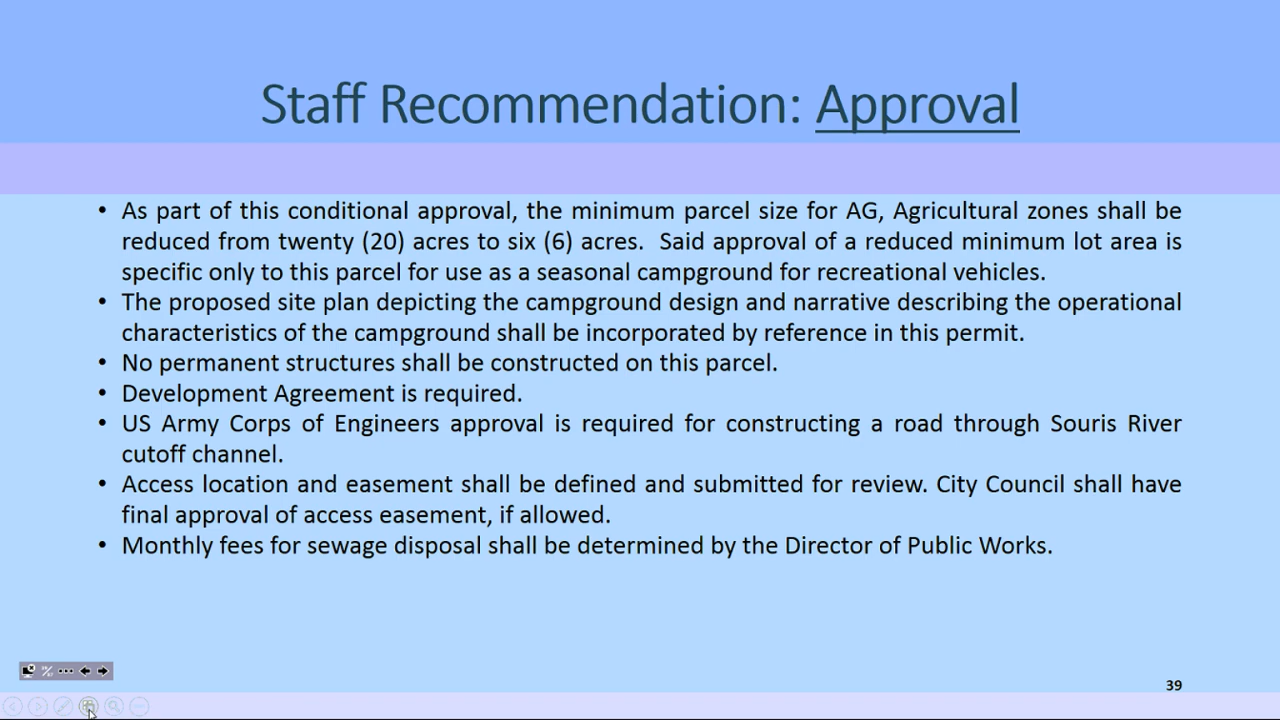 Staff Recommendation: Approval
• As part of this conditional approval, the minimum parcel size for AG, Agricultural zones shall be
reduced from twenty (20) acres to six (6) acres.  Said approval of a reduced minimum lot area is
specific only to this parcel for use as a seasonal campground for recreational vehicles.
• The proposed site plan depicting the campground design and narrative describing the operational
characteristics of the campground shall be incorporated by reference in this permit.
• No permanent structures shall be constructed on this parcel.
• Development Agreement is required.
• US Army Corps of Engineers approval is required for constructing a road through Souris River
cutoff channel.
• Access location and easement shall be defined and submitted for review. City Council shall have
final approval of access easement, if allowed.
• Monthly fees for sewage disposal shall be determined by the Director of Public Works.
39